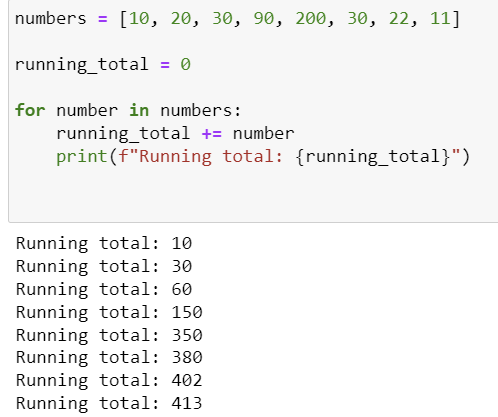 numbers = [10, 20, 30, 90, 200, 30, 22, 11]
running_total = 0
for number in numbers:
    running_total += number
    print(f"Running total: {running_total}")
Running total: 10
Running total: 30
Running total: 60
Running total: 150
Running total: 350
Running total: 380
Running total: 402
Running total: 413